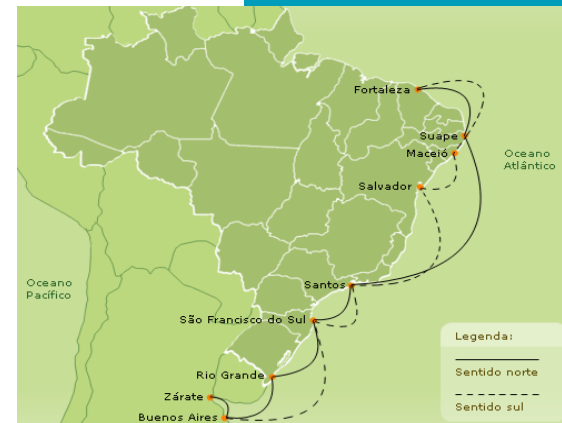 Fortaleza
Suape
Maceió
Oceano
Atlântico
Salvador
Oceano
Pacífico
Santos
São Francisco do Sul
Legenda:
Rio Grande
Sentido norte
Zárate
Sentido sul
Buenos Aires